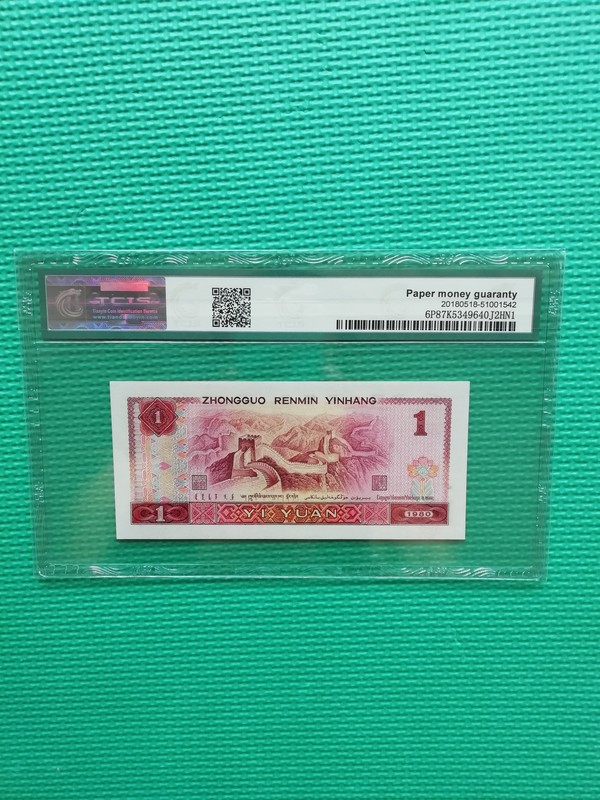 TCIS
Paper money guaranty
20180518-51001542
6P87K5349640J2HN1
ZHONGGUO RENMIN YINHANG
1
1
1
YI YUAN
1980